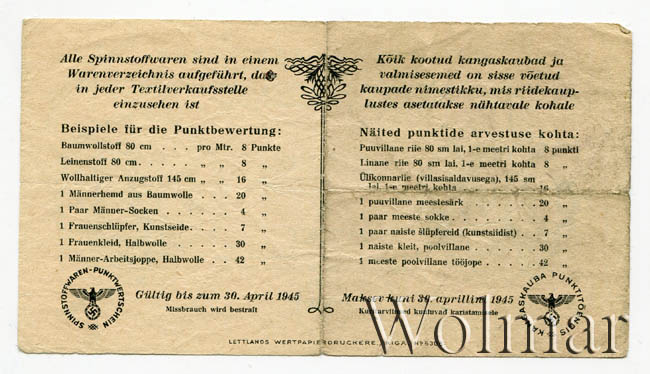 Alle Spinnstoffwaren sind in einem
Warenverzeichnis aufgeführt, das
in jeder Textilverkaufsstelle
einzusehen ist
Beispiele für die Punktbewertung:
Baumwollstoff 80 cm . . . pro Mtr. 8 Punkte
Leinenstoff 80 cm . . . . „ „ 8 „
Wollhaltiger Anzugstoff 145 cm „ „ 16 „
1 Männerhemd aus Baumwolle . . . . 20 „
1 Paar Männer-Socken . . . . . . 4 „
1 Frauenschlüpfer, Kunstseide . . . . 7 „
1 Frauenkleid, Halbwolle . . . . . 30 „
1 Männer-Arbeitsjoppe, Halbwolle . . . 42 „
SPINNSTOFFWAREN-PUNKTWERTSCHEIN
Gültig bis zum 30. April 1945
Missbrauch wird bestraft
Kõik kootud kangaskaubad ja
valmisesemed on sisse võetud
kaupade nimestikku, mis riidekaup-
lustes asetatakse nähtavale kohale
Näited punktide arvestuse kohta:
Puuvillane riie 80 sm lai, 1-e meetri kohta 8 punkti
Linane riie 80 sm lai, 1-e meetri kohta 8 „
Ülikonnariie (villasisaldavusega), 145 sm
lai, 1-e meetri kohta . . . . . . 16 „
1 puuvillane meestesärk . . . . . 20 „
1 paar meeste sokke . . . . . . 4 „
1 paar naiste šlüpfereid (kunstsiidist) . . 7 „
1 naiste kleit, poolvillane . . . . 30 „
1 meeste poolvillane tööjope . . . . 42 „
Maksev kuni 30. aprillini 1945
Kurjarvitused kuuluvad karistamisele
KANGASKAUBA PUNKTITÕENGIS
LETTLANDS WERTPAPIERDRUCKEREI, RIGA.
Wolmar